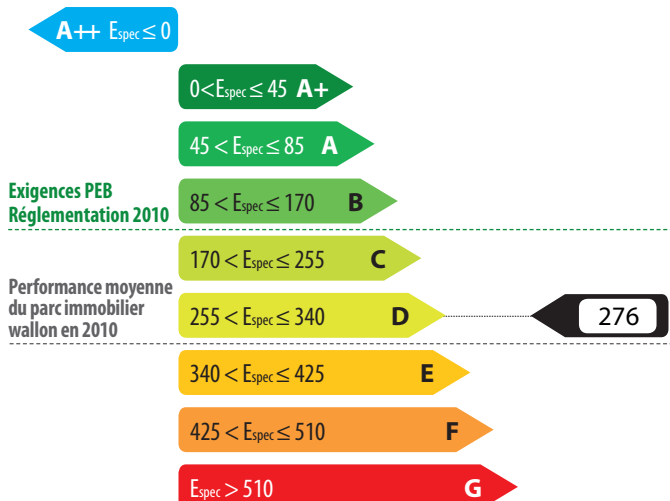 A++ Espec ≤ 0
0<Espec ≤ 45 A+
45 < Espec ≤ 85 A
Exigences PEB
Réglementation 2010
85 < Espec ≤ 170 B
170 < Espec ≤ 255 C
Performance moyenne
du parc immobilier
wallon en 2010
255 < Espec ≤ 340 D
276
340 < Espec ≤ 425 E
425 < Espec ≤ 510 F
Espec > 510 G